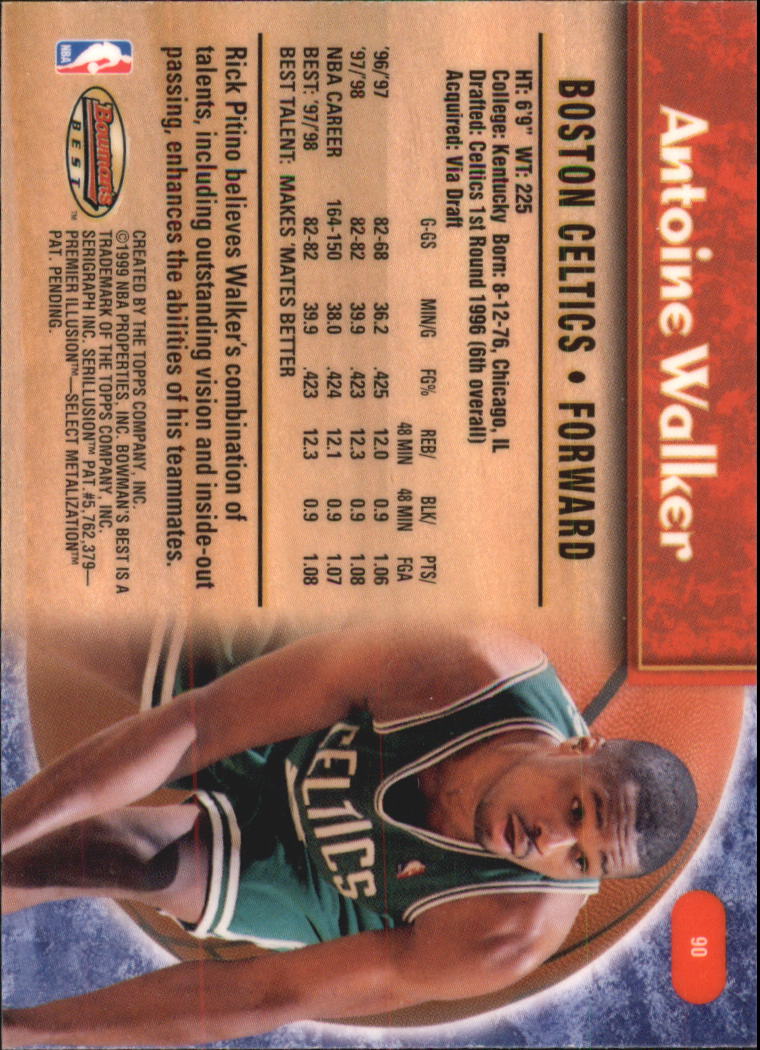 Antoine Walker
90
BOSTON CELTICS • FORWARD
HT: 6'9" WT: 225
College: Kentucky Born: 8-12-76, Chicago, IL
Drafted: Celtics 1st Round 1996 (6th overall)
Acquired: Via Draft
G-GS MIN/G FG% REB/ 48 MIN BLK/ 48 MIN PTS/ FGA
'96/'97 82-68 36.2 .425 12.0 0.9 1.06
'97/'98 82-82 39.9 .423 12.3 0.9 1.08
NBA CAREER 164-150 38.0 .424 12.1 0.9 1.07
BEST: '97/'98 82-82 39.9 .423 12.3 0.9 1.08
BEST TALENT: MAKES 'MATES BETTER
Rick Pitino believes Walker's combination of
talents, including outstanding vision and inside-out
passing, enhances the abilities of his teammates.
NBA
Bowman's
BEST™
CREATED BY THE TOPPS COMPANY, INC.
©1999 NBA PROPERTIES, INC. BOWMAN'S BEST IS A
TRADEMARK OF THE TOPPS COMPANY, INC.
SERIGRAPH INC. SERILLUSION™ PAT. #5,762,379—
PREMIER ILLUSION™—SELECT METALIZATION™
PAT. PENDING.
CELTICS